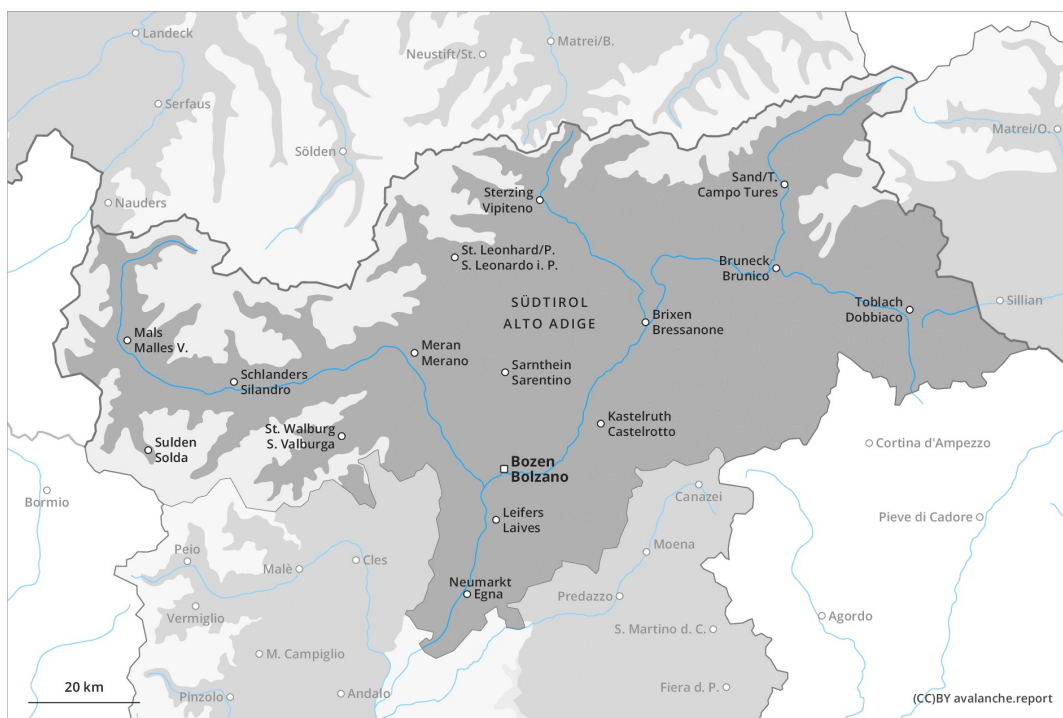 Landeck
Matrei/B.
Neustift/St.
Serfaus
Matrei/O.
Sölden
Sand/T.
Campo Tures
Sterzing
Vipiteno
Nauders
St. Leonhard/P.
S. Leonardo i. P.
Bruneck
Brunico
SÜDTIROL
ALTO ADIGE
Toblach
Dobbiaco
Sillian
Brixen
Bressanone
Mals
Malles V.
Meran
Merano
Sarnthein
Sarentino
Schlanders
Silandro
Kastelruth
Castelrotto
St. Walburg
S. Valburga
Sulden
Solda
Cortina d'Ampezzo
Bozen
Bolzano
Canazei
Bormio
Leifers
Laives
Pieve di Cadore
Peio
Malè
Cles
Moena
Neumarkt
Egna
Predazzo
Vermiglio
Agordo
S. Martino d. C.
M. Campiglio
20 km
Pinzolo
Andalo
Fiera d. P.
(CC)BY avalanche.report